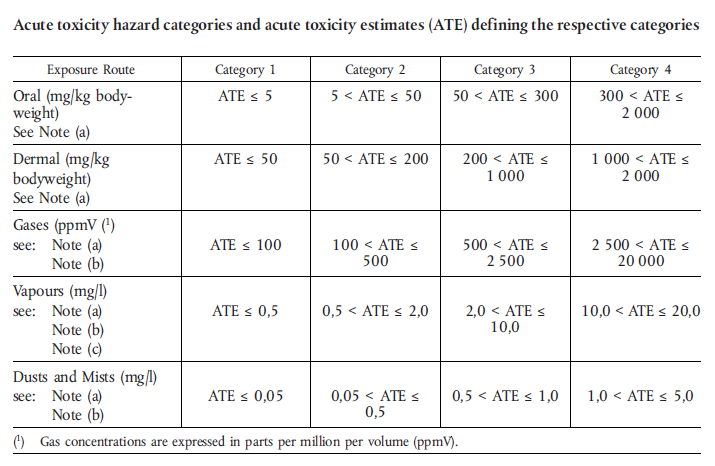 Acute toxicity hazard categories and acute toxicity estimates (ATE) defining the respective categories
Exposure Route Category 1 Category 2 Category 3 Category 4
Oral (mg/kg body-
weight)
See Note (a)
ATE ≤ 5
5 < ATE ≤ 50
50 < ATE ≤ 300
300 < ATE ≤
2 000
Dermal (mg/kg
bodyweight)
See Note (a)
ATE ≤ 50
50 < ATE ≤ 200
200 < ATE ≤
1 000
1 000 < ATE ≤
2 000
Gases (ppmV (¹)
see: Note (a)
Note (b)
ATE ≤ 100
100 < ATE ≤
500
500 < ATE ≤
2 500
2 500 < ATE ≤
20 000
Vapours (mg/l)
see: Note (a)
Note (b)
Note (c)
ATE ≤ 0,5
0,5 < ATE ≤ 2,0
2,0 < ATE ≤
10,0
10,0 < ATE ≤ 20,0
Dusts and Mists (mg/l)
see: Note (a)
Note (b)
ATE ≤ 0,05
0,05 < ATE ≤
0,5
0,5 < ATE ≤ 1,0
1,0 < ATE ≤ 5,0
(¹) Gas concentrations are expressed in parts per million per volume (ppmV).